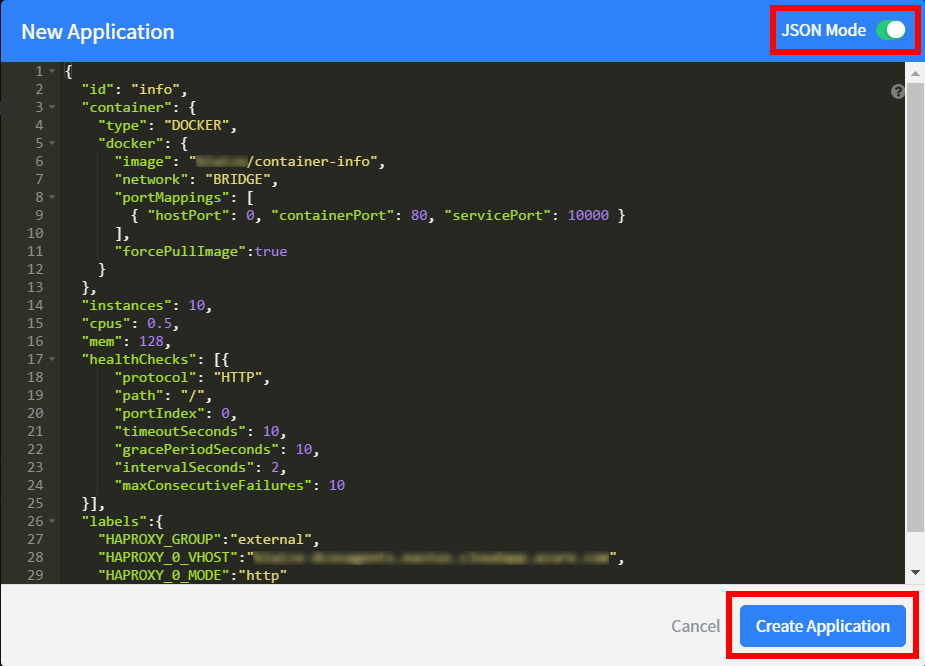 New Application
JSON Mode
1 {
2 "id": "info",
3 "container": {
4 "type": "DOCKER",
5 "docker": {
6 "image": "/container-info",
7 "network": "BRIDGE",
8 "portMappings": [
9 { "hostPort": 0, "containerPort": 80, "servicePort": 10000 }
10 ],
11 "forcePullImage":true
12 }
13 },
14 "instances": 10,
15 "cpus": 0.5,
16 "mem": 128,
17 "healthChecks": [{
18 "protocol": "HTTP",
19 "path": "/",
20 "portIndex": 0,
21 "timeoutSeconds": 10,
22 "gracePeriodSeconds": 10,
23 "intervalSeconds": 2,
24 "maxConsecutiveFailures": 10
25 }],
26 "labels":{
27 "HAPROXY_GROUP":"external",
28 "HAPROXY_0_VHOST":"",
29 "HAPROXY_0_MODE":"http"
Cancel
Create Application